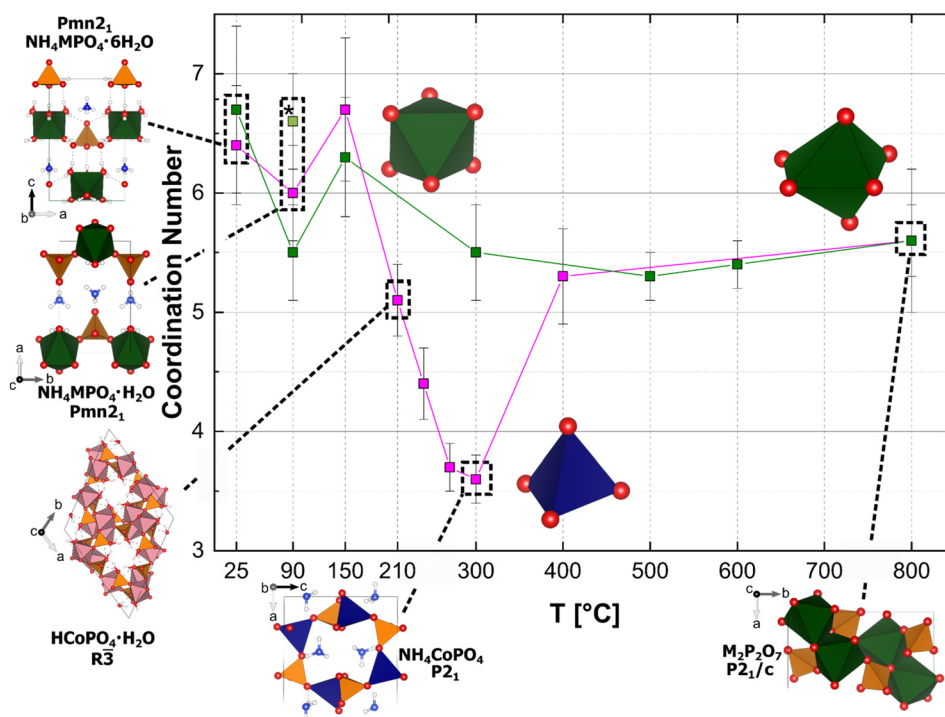 Pmn2₁
NH₄MPO₄·6H₂O
c
b
a
a
c
b
NH₄MPO₄·H₂O
Pmn2₁
b
c
a
HCoPO₄·H₂O
R3̅
Coordination Number
7
6
5
4
3
*
25
90
150
210
300
400
500
600
700
800
T [°C]
b
c
a
NH₄CoPO₄
P2₁
c
b
a
M₂P₂O₇
P2₁/c